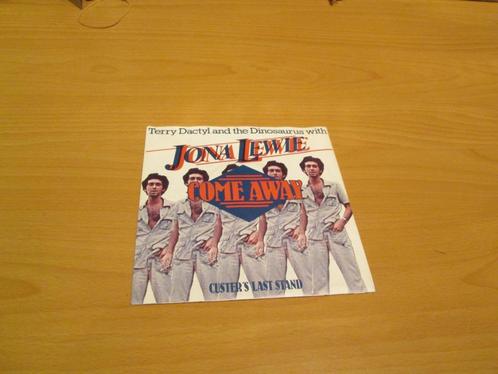 Terry Dactyl and the Dinosaurus with
JONA LEWIE
COME AWAY
CUSTER'S LAST STAND